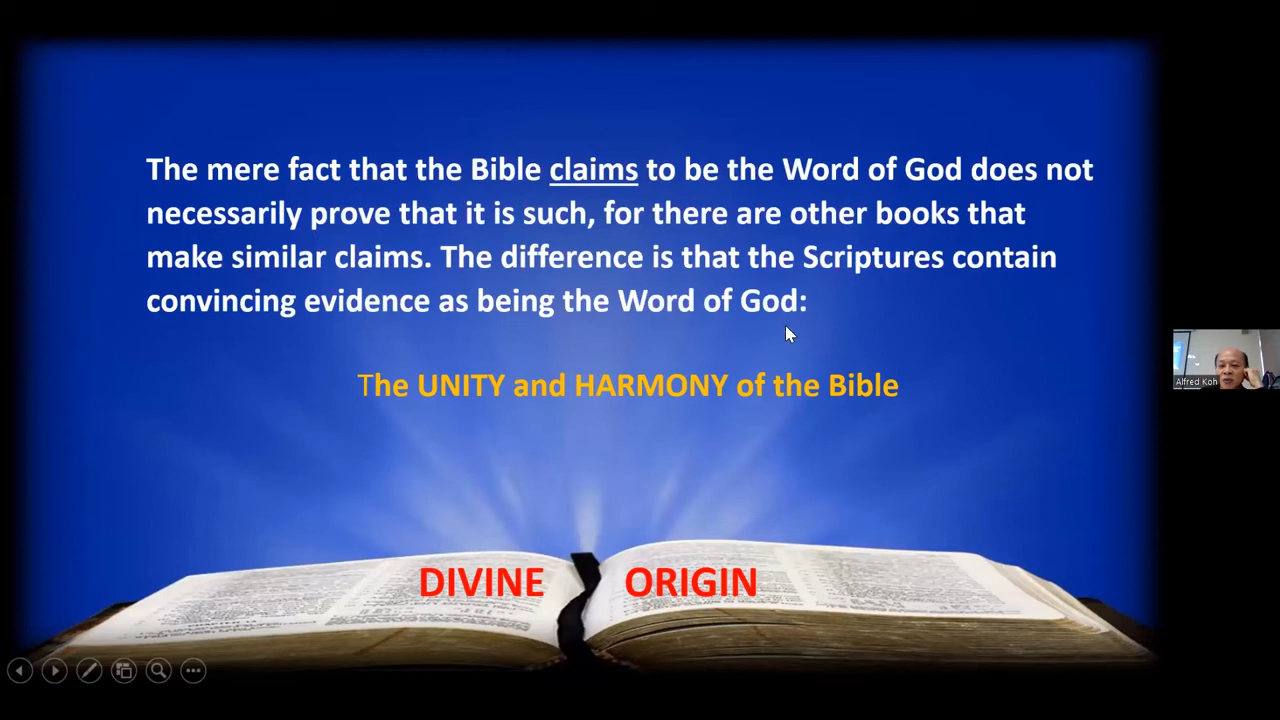 The mere fact that the Bible claims to be the Word of God does not
necessarily prove that it is such, for there are other books that
make similar claims. The difference is that the Scriptures contain
convincing evidence as being the Word of God:
The UNITY and HARMONY of the Bible
Alfred Koh
DIVINE ORIGIN